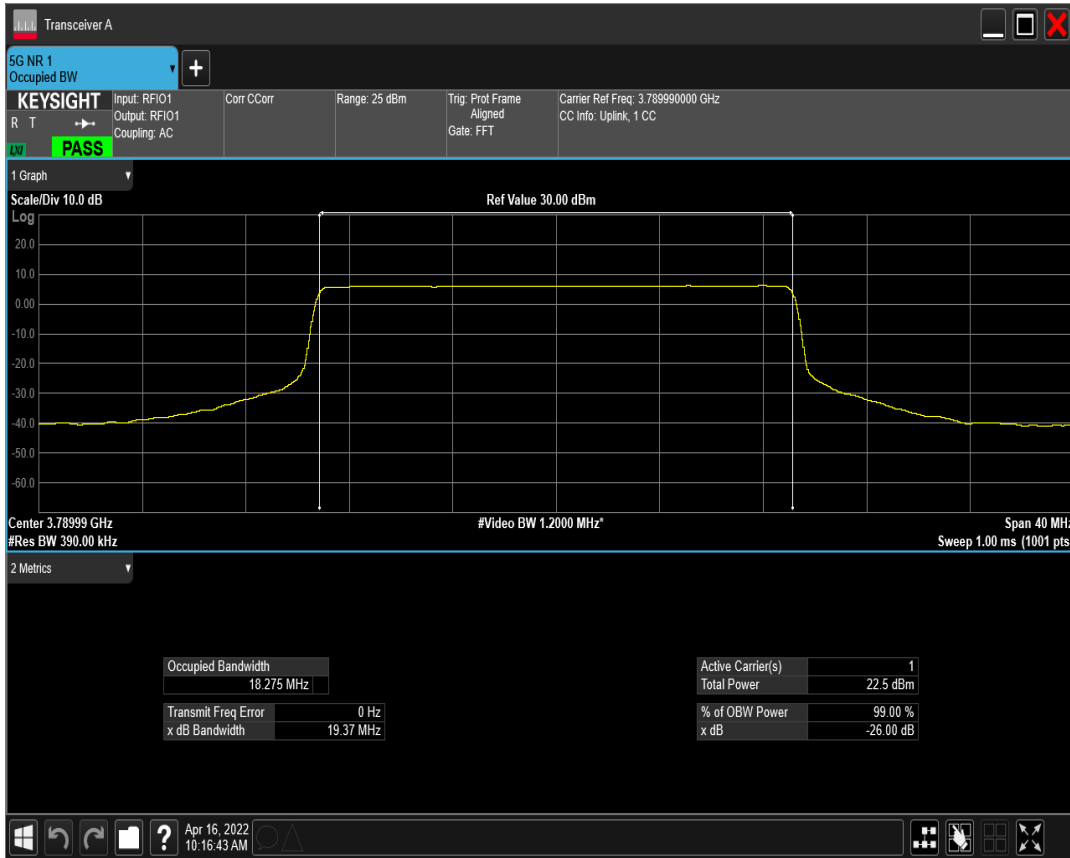 Transceiver A
5G NR 1
Occupied BW
KEYSIGHT
Input: RFIO1
Output: RFIO1
Coupling: AC
Corr CCorr
Range: 25 dBm
Trig: Prot Frame
Aligned
Gate: FFT
Carrier Ref Freq: 3.789990000 GHz
CC Info: Uplink, 1 CC
R T
LXI
PASS
1 Graph
Scale/Div 10.0 dB
Ref Value 30.00 dBm
Log
20.0
10.0
0.00
-10.0
-20.0
-30.0
-40.0
-50.0
-60.0
Center 3.78999 GHz
#Video BW 1.2000 MHz*
Span 40 MHz
#Res BW 390.00 kHz
Sweep 1.00 ms (1001 pts
2 Metrics
Occupied Bandwidth
18.275 MHz
Transmit Freq Error 0 Hz
x dB Bandwidth 19.37 MHz
Active Carrier(s) 1
Total Power 22.5 dBm
% of OBW Power 99.00 %
x dB -26.00 dB
?
Apr 16, 2022
10:16:43 AM